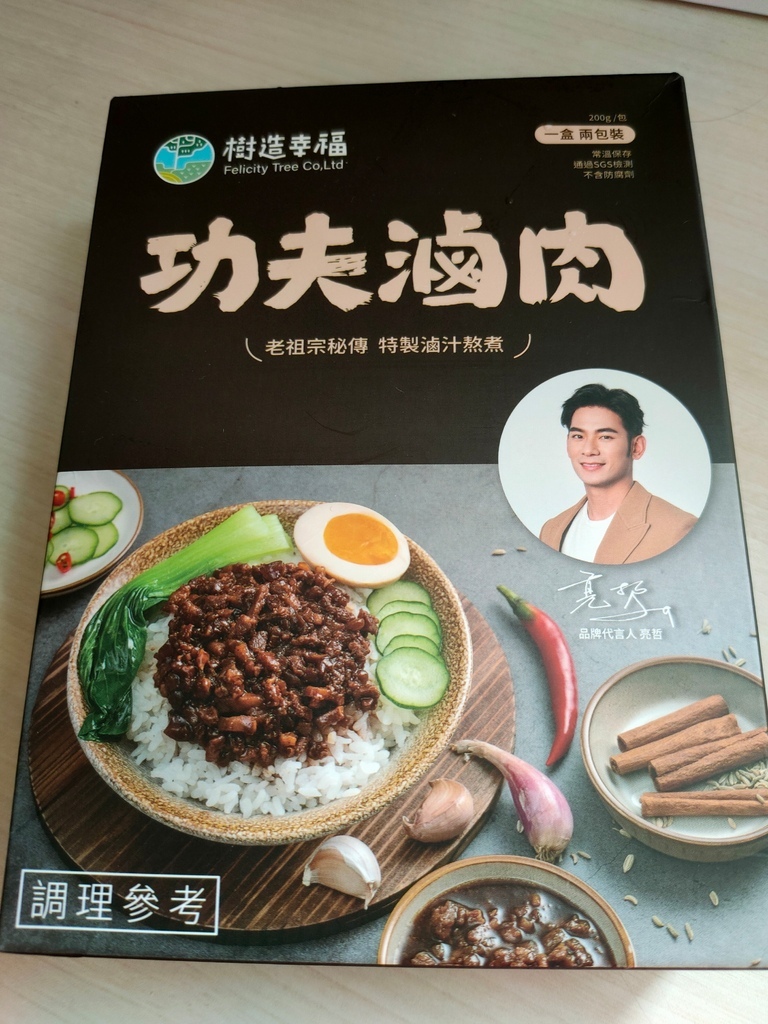 樹造幸福
Felicity Tree Co,Ltd
200g /包
一盒 兩包裝
常溫保存
通過SGS檢測
不含防腐劑
功夫滷肉
老祖宗秘傳 特製滷汁熬煮
亮哲
品牌代言人 亮哲
調理參考